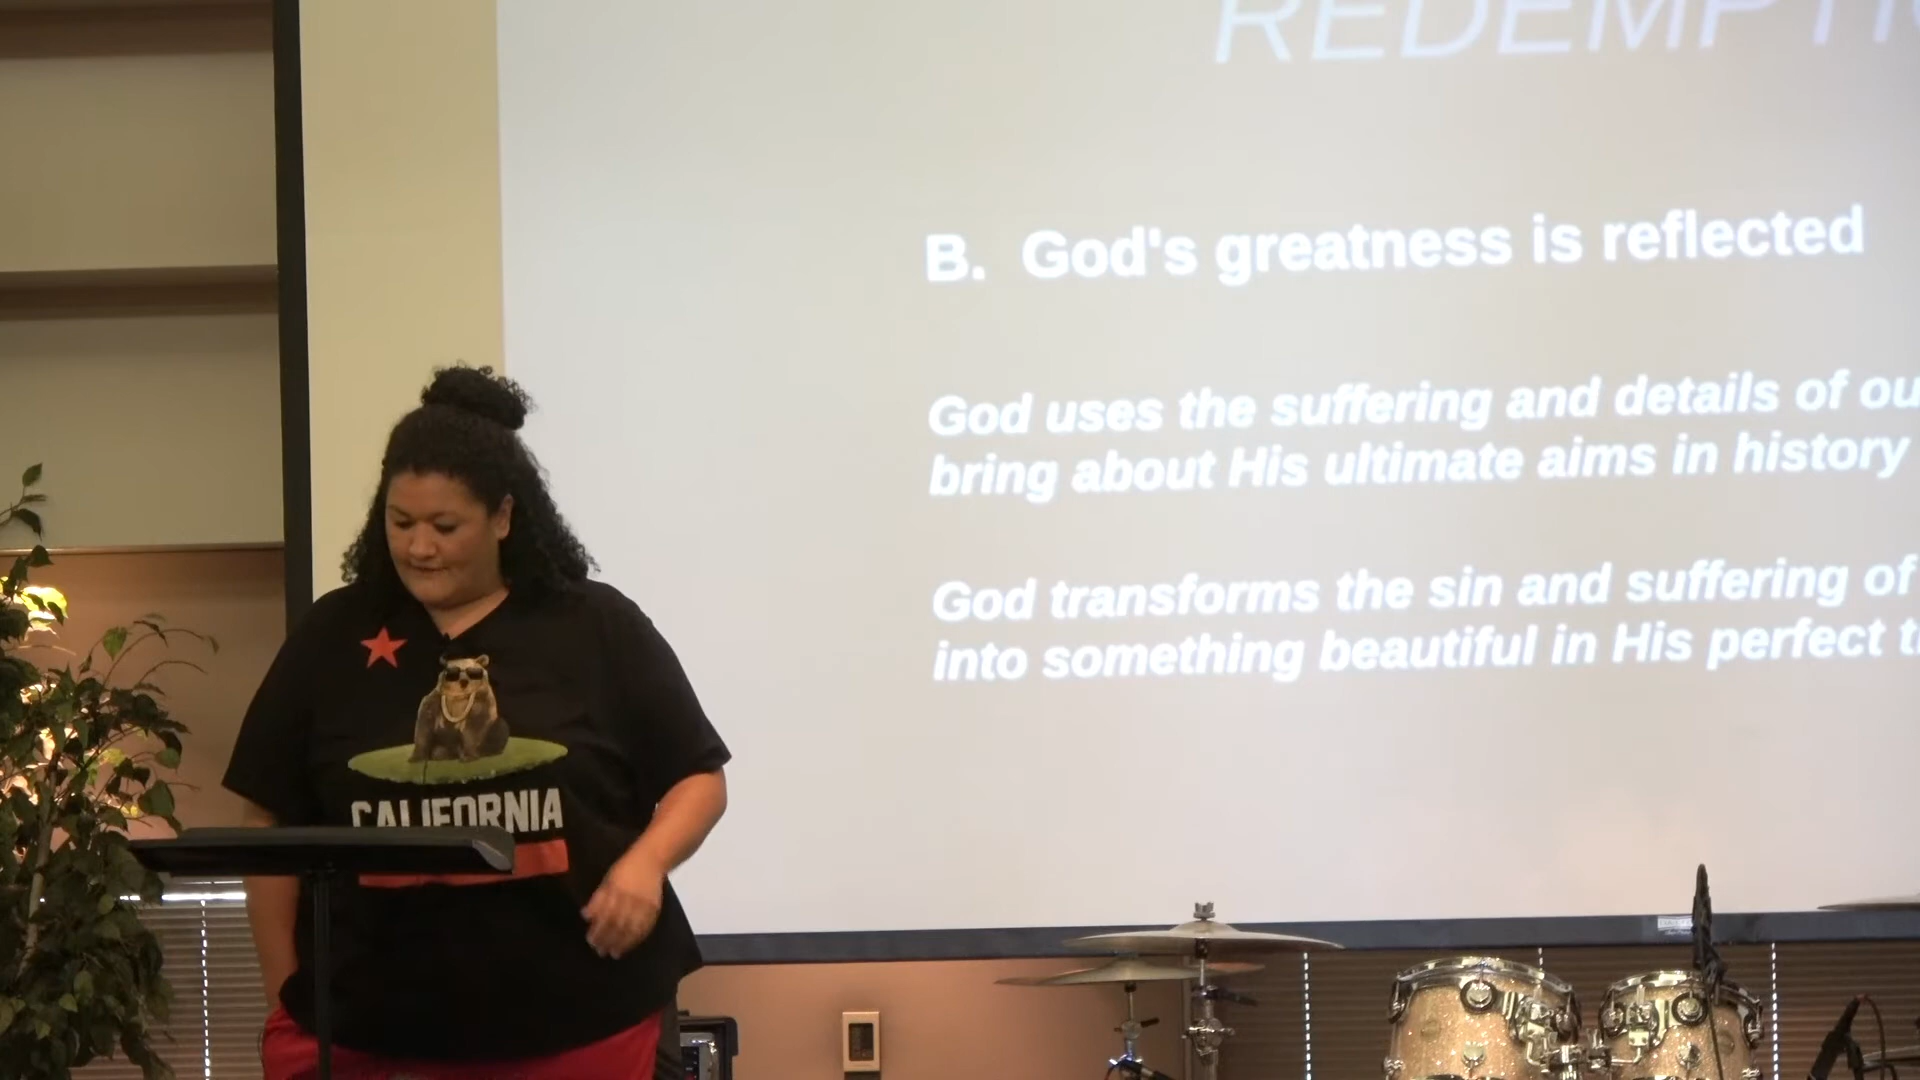 REDEMPTI
B. God's greatness is reflected
God uses the suffering and details of ou
bring about His ultimate aims in history
God transforms the sin and suffering of
into something beautiful in His perfect t
CALIFORNIA